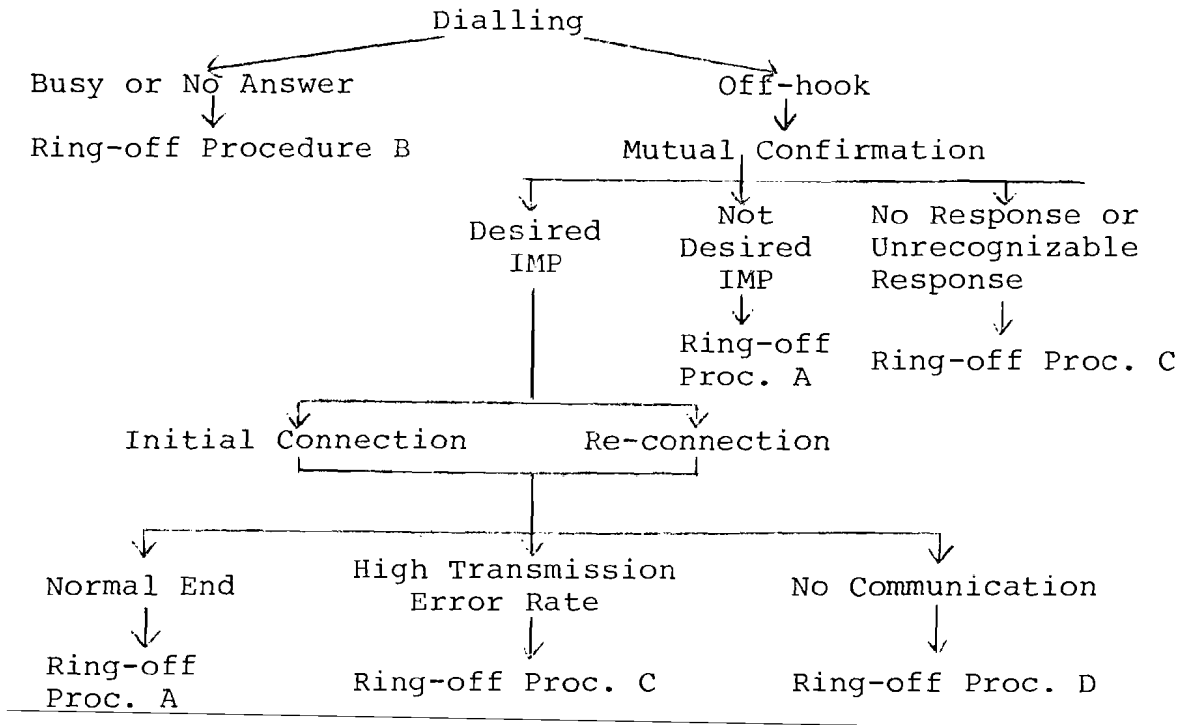 Dialling
Busy or No Answer
Off-hook
Ring-off Procedure B
Mutual Confirmation
Desired
IMP
Not
Desired
IMP
No Response or
Unrecognizable
Response
Ring-off
Proc. A
Ring-off Proc. C
Initial Connection
Re-connection
Normal End
High Transmission
Error Rate
No Communication
Ring-off
Proc. A
Ring-off Proc. C
Ring-off Proc. D